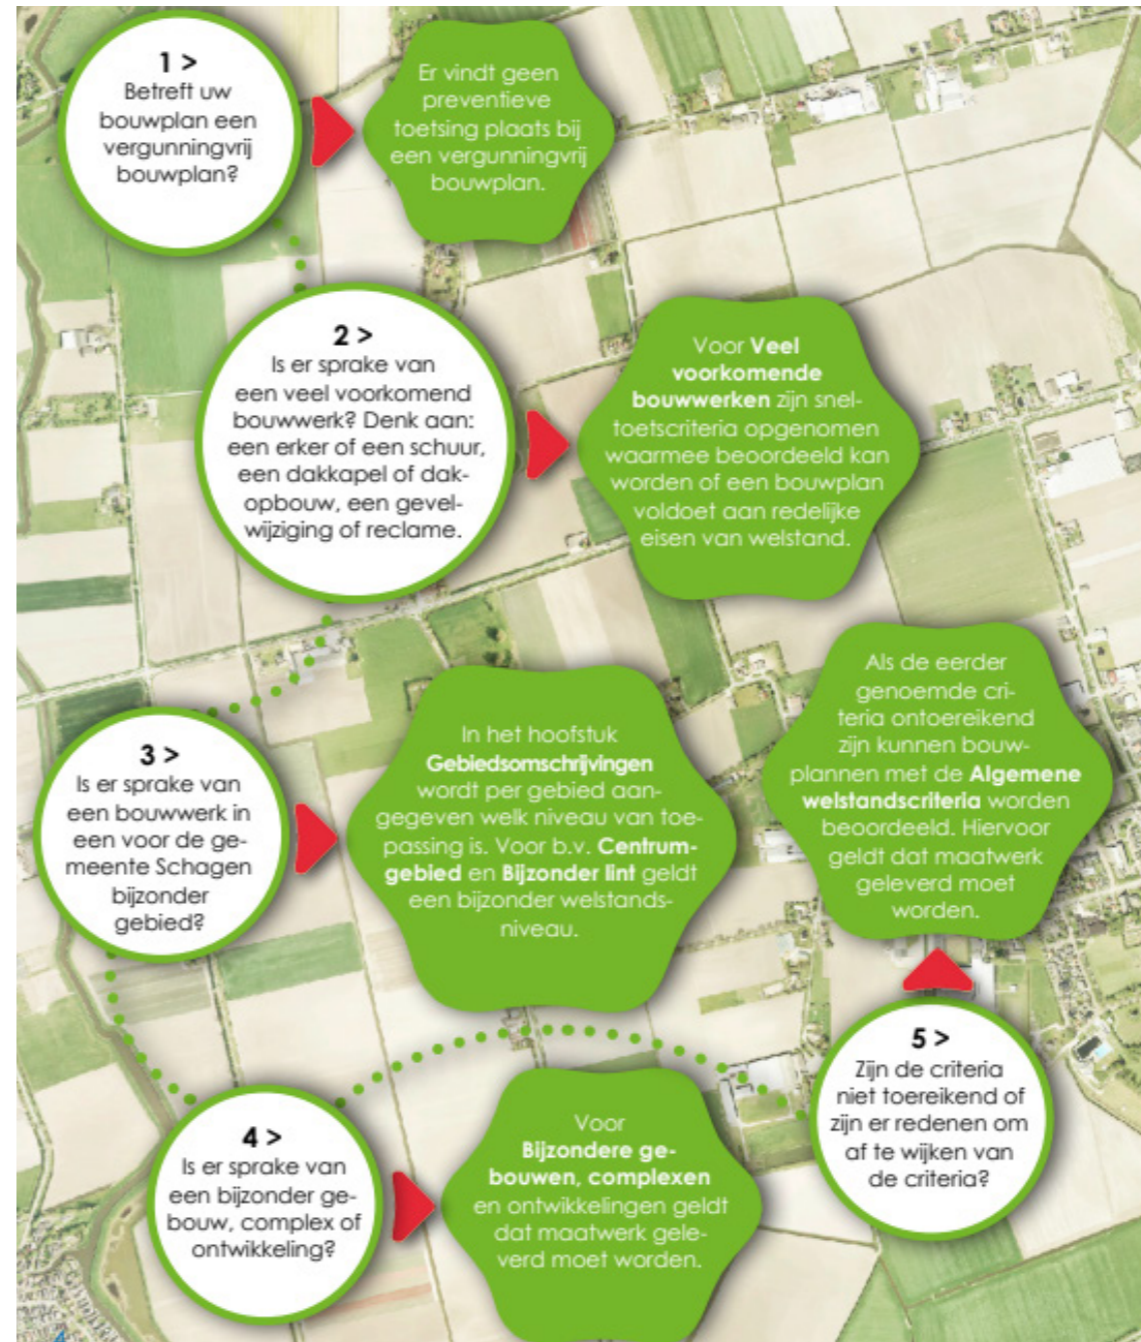 1 >
Betreft uw
bouwplan een
vergunningvrij
bouwplan?
Er vindt geen
preventieve
toetsing plaats bij
een vergunningvrij
bouwplan.
2 >
Is er sprake van
een veel voorkomend
bouwwerk? Denk aan:
een erker of een schuur,
een dakkapel of dak-
opbouw, een gevel-
wijziging of reclame.
Voor Veel
voorkomende
bouwwerken zijn snel-
toetscriteria opgenomen
waarmee beoordeeld kan
worden of een bouwplan
voldoet aan redelijke
eisen van welstand.
3 >
Is er sprake van
een bouwwerk in
een voor de ge-
meente Schagen
bijzonder
gebied?
In het hoofstuk
Gebiedsomschrijvingen
wordt per gebied aan-
gegeven welk niveau van toe-
passing is. Voor b.v. Centrum-
gebied en Bijzonder lint geldt
een bijzonder welstands-
niveau.
4 >
Is er sprake van
een bijzonder ge-
bouw, complex of
ontwikkeling?
Voor
Bijzondere ge-
bouwen, complexen
en ontwikkelingen geldt
dat maatwerk gele-
verd moet worden.
5 >
Zijn de criteria
niet toereikend of
zijn er redenen om
af te wijken van
de criteria?
Als de eerder
genoemde cri-
teria ontoereikend
zijn kunnen bouw-
plannen met de Algemene
welstandscriteria worden
beoordeeld. Hiervoor
geldt dat maatwerk
geleverd moet
worden.